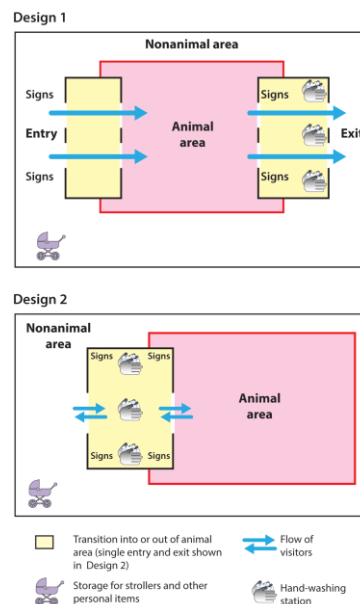 Design 1
Nonanimal area
Signs
Signs
Entry
Animal
area
Exit
Signs
Signs
Design 2
Nonanimal
area
Signs
Signs
Animal
area
Signs
Signs
Transition into or out of animal
area (single entry and exit shown
in Design 2)
Flow of
visitors
Storage for strollers and other
personal items
Hand-washing
station